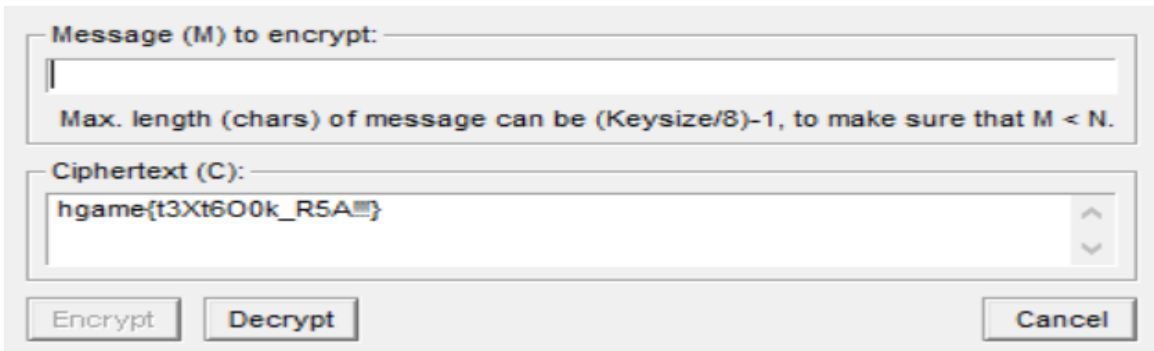 Message (M) to encrypt:
Max. length (chars) of message can be (Keysize/8)-1, to make sure that M < N.
Ciphertext (C):
hgame{t3Xt6O0k_R5A!!!}
Encrypt Decrypt Cancel